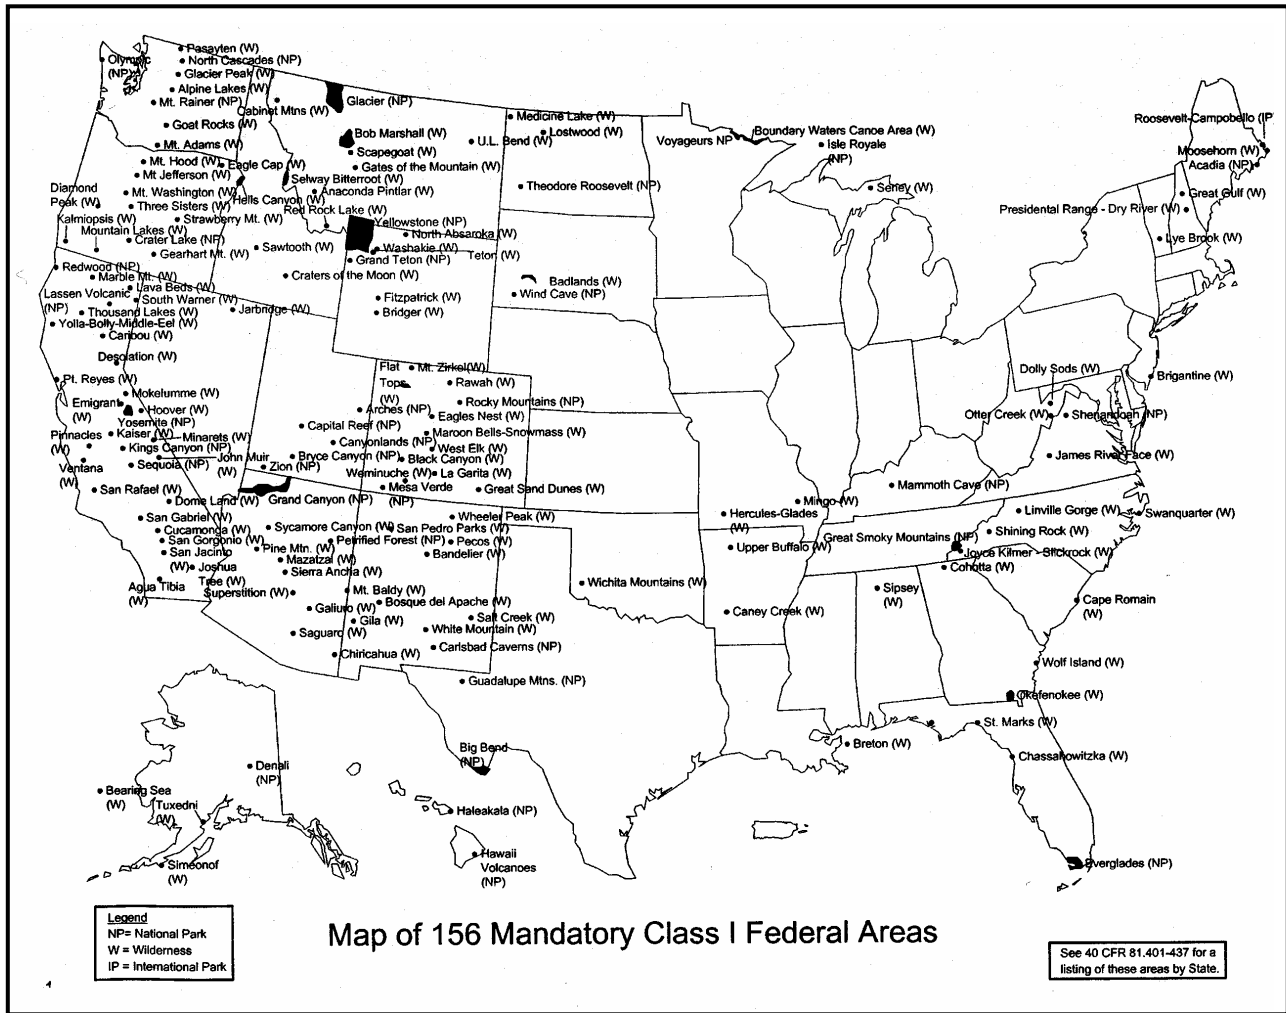 Pasayten (W)
Olympic
(NP)
North Cascades (NP)
Glacier Peak (W)
Alpine Lakes (W)
Mt. Rainer (NP)
Goat Rocks (W)
Mt. Adams (W)
Cabinet Mtns (W)
Glacier (NP)
Bob Marshall (W)
Scapegoat (W)
Gates of the Mountain (W)
U.L. Bend (W)
Medicine Lake (W)
Lostwood (W)
Voyageurs NP
Boundary Waters Canoe Area (W)
Isle Royale
(NP)
Seney (W)
Roosevelt-Campobello (IP
Moosehorn (W)
Acadia (NP)
Great Gulf (W)
Presidental Range - Dry River (W)
Lye Brook (W)
Mt. Hood (W)
Eagle Cap (W)
Mt Jefferson (W)
Selway Bitterroot (W)
Anaconda Pintlar (W)
Theodore Roosevelt (NP)
Diamond
Peak (W)
Mt. Washington (W)
Hells Canyon (W)
Three Sisters (W)
Red Rock Lake (W)
Kalmiopsis (W)
Strawberry Mt. (W)
Yellowstone (NP)
Mountain Lakes (W)
North Absaroka (W)
Crater Lake (NP)
Sawtooth (W)
Washakie (W)
Gearhart Mt. (W)
Teton (W)
Grand Teton (NP)
Redwood (NP)
Marble Mt. (W)
Craters of the Moon (W)
Badlands (W)
Wind Cave (NP)
Lava Beds (W)
Lassen Volcanic
(NP)
South Warner (W)
Fitzpatrick (W)
Bridger (W)
Thousand Lakes (W)
Jarbridge (W)
Yolla-Bolly-Middle-Eel (W)
Caribou (W)
Desolation (W)
Flat
Tops
(W)
Mt. Zirkel(W)
Rawah (W)
Pt. Reyes (W)
Mokelumme (W)
Rocky Mountains (NP)
Emigrant
(W)
Hoover (W)
Arches (NP)
Eagles Nest (W)
Yosemite (NP)
Capital Reef (NP)
Maroon Bells-Snowmass (W)
Pinnacles
(W)
Kaiser (W)
Minarets (W)
Canyonlands (NP)
West Elk (W)
Kings Canyon (NP)
John Muir
(W)
Bryce Canyon (NP)
Black Canyon (W)
Ventana
(W)
Sequoia (NP)
Zion (NP)
Weminuche (W)
La Garita (W)
San Rafael (W)
Mesa Verde
(NP)
Great Sand Dunes (W)
Dome Land (W)
Grand Canyon (NP)
Dolly Sods (W)
Brigantine (W)
Otter Creek (W)
Shenandoah (NP)
James River Face (W)
Mammoth Cave (NP)
Mingo (W)
Hercules-Glades
(W)
Linville Gorge (W)
Swanquarter (W)
Shining Rock (W)
Great Smoky Mountains (NP)
Upper Buffalo (W)
Joyce Kilmer - Slickrock (W)
Cohotta (W)
San Gabriel (W)
Wheeler Peak (W)
Cucamonga (W)
Sycamore Canyon (W)
San Pedro Parks (W)
San Gorgonio (W)
Petrified Forest (NP)
Pecos (W)
Pine Mtn. (W)
San Jacinto
(W)
Bandelier (W)
Mazatzal (W)
Joshua
Tree (W)
Sierra Ancha (W)
Agua Tibia
(W)
Superstition (W)
Mt. Baldy (W)
Wichita Mountains (W)
Sipsey
(W)
Galiuro (W)
Bosque del Apache (W)
Caney Creek (W)
Cape Romain
(W)
Gila (W)
Salt Creek (W)
Saguaro (W)
White Mountain (W)
Chiricahua (W)
Carlsbad Caverns (NP)
Wolf Island (W)
Guadalupe Mtns. (NP)
Okefenokee (W)
St. Marks (W)
Breton (W)
Chassahowitzka (W)
Big Bend
(NP)
Denali
(NP)
Bearing Sea
(W)
Tuxedni
(W)
Haleakala (NP)
Simeonof
(W)
Hawaii
Volcanoes
(NP)
Everglades (NP)
Legend
NP= National Park
W = Wilderness
IP = International Park
Map of 156 Mandatory Class I Federal Areas
See 40 CFR 81.401-437 for a
listing of these areas by State.